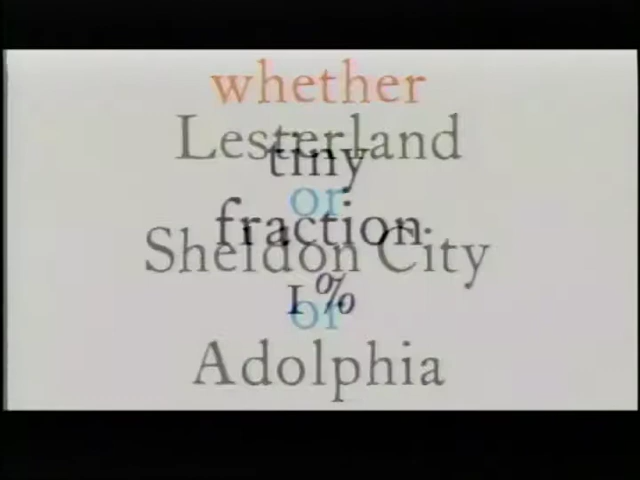 whether
Lesterland
tiny
or
fraction
Sheldon City
1%
or
Adolphia